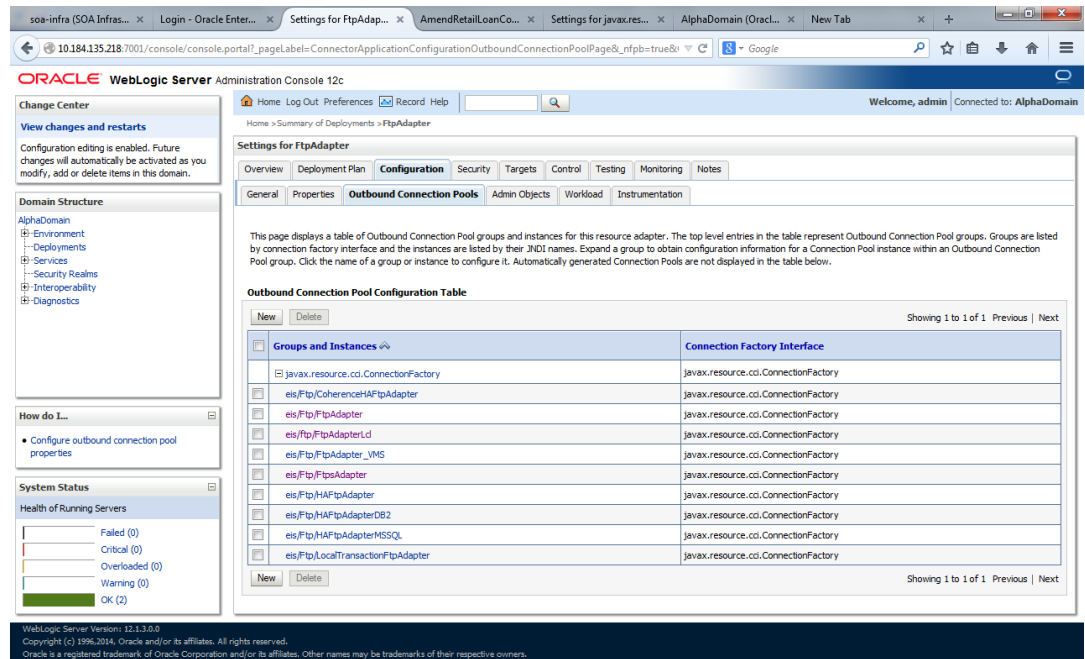 soa-infra (SOA Infras...
Login - Oracle Enter...
Settings for FtpAdap...
AmendRetailLoanCo...
Settings for javax.res...
AlphaDomain (Oracl...
New Tab
10.184.135.218:7001/console/console.portal?_pageLabel=ConnectorApplicationConfigurationOutboundConnectionPoolPage&_nfpb=true&
Google
ORACLE WebLogic Server Administration Console 12c
Change Center
View changes and restarts
Configuration editing is enabled. Future
changes will automatically be activated as you
modify, add or delete items in this domain.
Domain Structure
AlphaDomain
Environment
Deployments
Services
Security Realms
Interoperability
Diagnostics
How do I...
Configure outbound connection pool
properties
System Status
Health of Running Servers
Failed (0)
Critical (0)
Overloaded (0)
Warning (0)
OK (2)
Home Log Out Preferences Record Help
Welcome, admin Connected to: AlphaDomain
Home >Summary of Deployments >FtpAdapter
Settings for FtpAdapter
Overview Deployment Plan Configuration Security Targets Control Testing Monitoring Notes
General Properties Outbound Connection Pools Admin Objects Workload Instrumentation
This page displays a table of Outbound Connection Pool groups and instances for this resource adapter. The top level entries in the table represent Outbound Connection Pool groups. Groups are listed
by connection factory interface and the instances are listed by their JNDI names. Expand a group to obtain configuration information for a Connection Pool instance within an Outbound Connection
Pool group. Click the name of a group or instance to configure it. Automatically generated Connection Pools are not displayed in the table below.
Outbound Connection Pool Configuration Table
New Delete Showing 1 to 1 of 1 Previous | Next
Groups and Instances Connection Factory Interface
javax.resource.cci.ConnectionFactory javax.resource.cci.ConnectionFactory
eis/Ftp/CoherenceHAFtpAdapter javax.resource.cci.ConnectionFactory
eis/Ftp/FtpAdapter javax.resource.cci.ConnectionFactory
eis/ftp/FtpAdapterLcl javax.resource.cci.ConnectionFactory
eis/Ftp/FtpAdapter_VMS javax.resource.cci.ConnectionFactory
eis/Ftp/FtpsAdapter javax.resource.cci.ConnectionFactory
eis/Ftp/HAFtpAdapter javax.resource.cci.ConnectionFactory
eis/Ftp/HAFtpAdapterDB2 javax.resource.cci.ConnectionFactory
eis/Ftp/HAFtpAdapterMSSQL javax.resource.cci.ConnectionFactory
eis/Ftp/LocalTransactionFtpAdapter javax.resource.cci.ConnectionFactory
New Delete Showing 1 to 1 of 1 Previous | Next
WebLogic Server Version: 12.1.3.0.0
Copyright (c) 1996,2014, Oracle and/or its affiliates. All rights reserved.
Oracle is a registered trademark of Oracle Corporation and/or its affiliates. Other names may be trademarks of their respective owners.